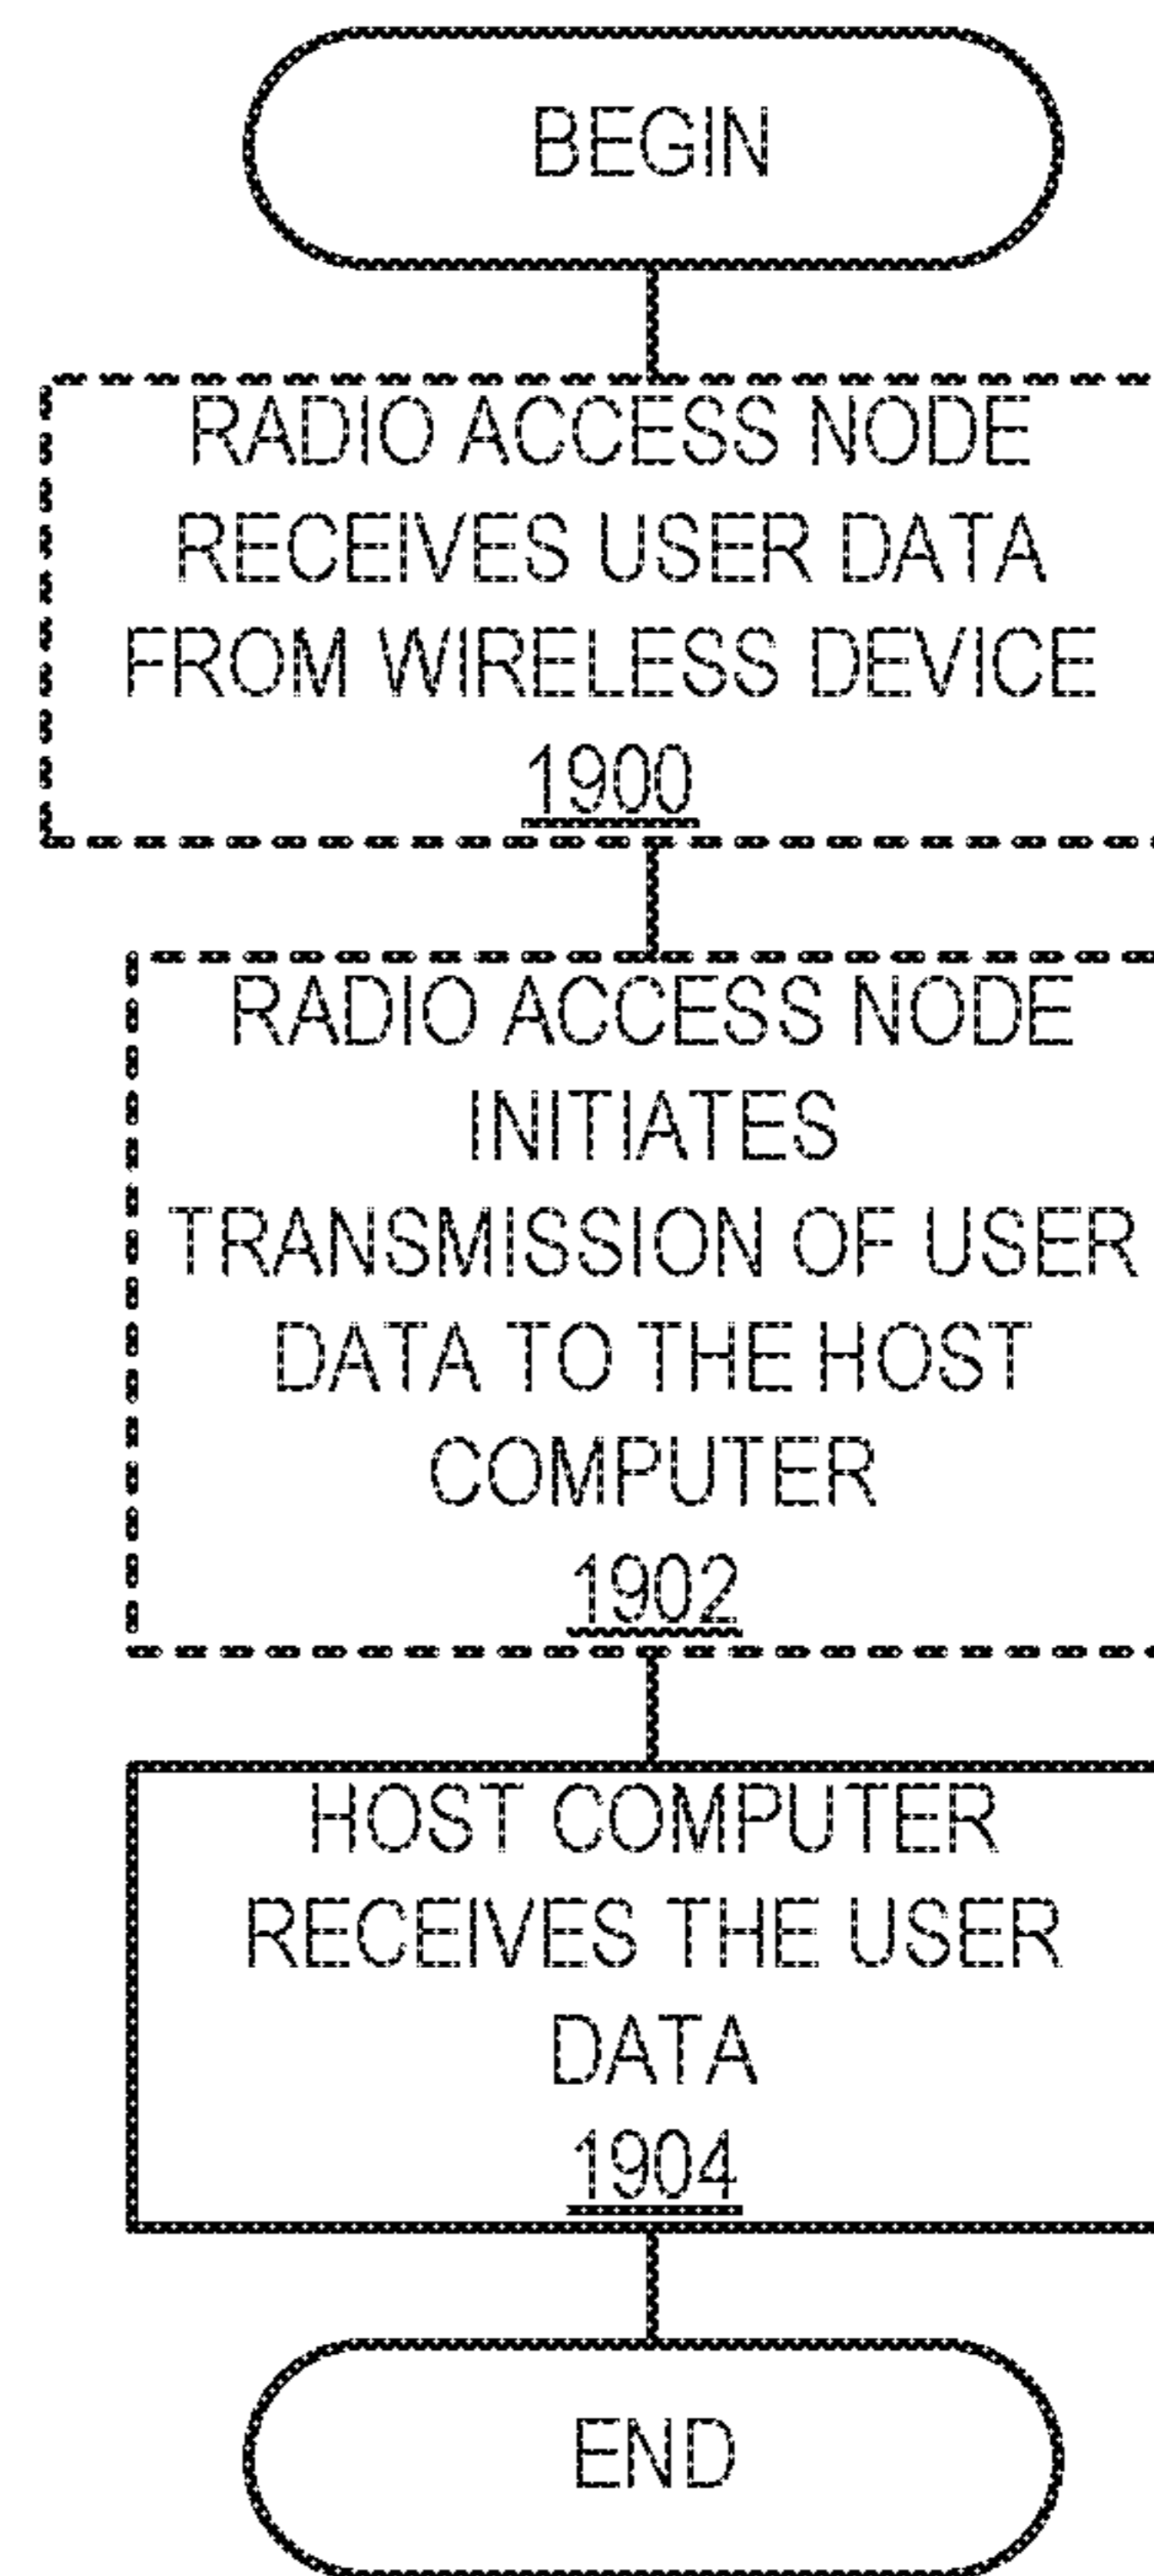 BEGIN
RADIO ACCESS NODE
RECEIVES USER DATA
FROM WIRELESS DEVICE
1900
RADIO ACCESS NODE
INITIATES
TRANSMISSION OF USER
DATA TO THE HOST
COMPUTER
1902
HOST COMPUTER
RECEIVES THE USER
DATA
1904
END